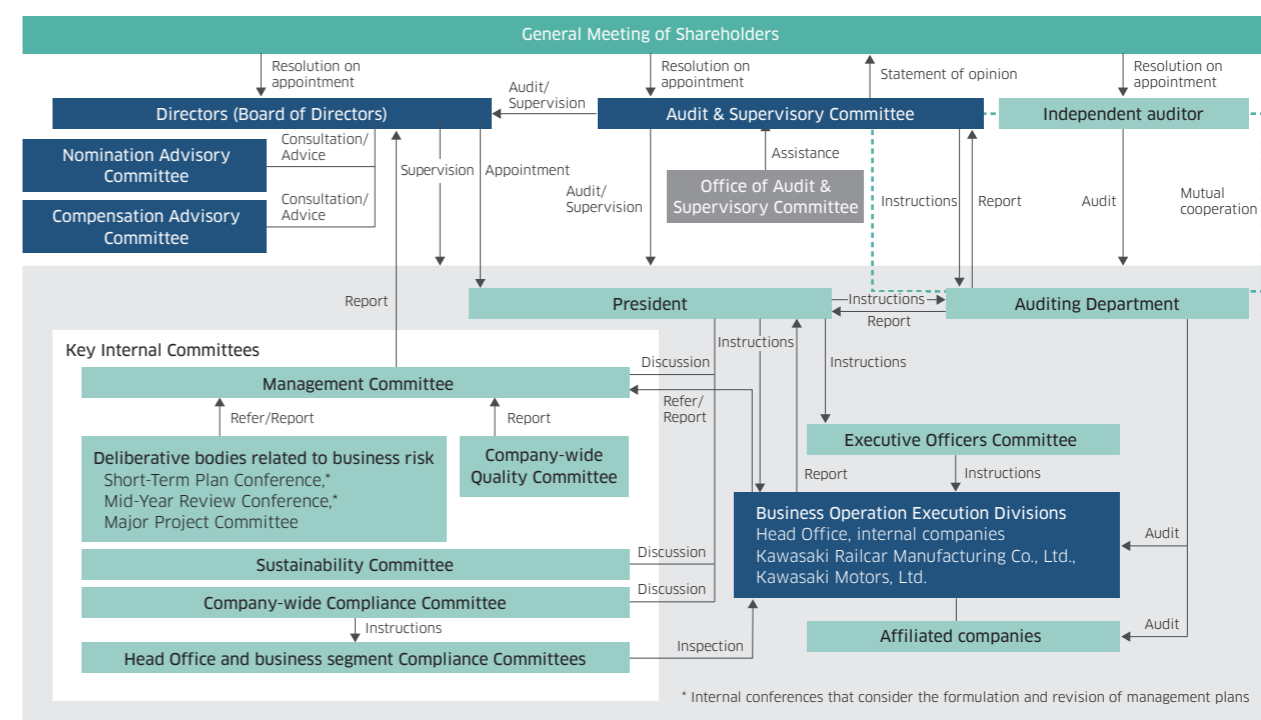 General Meeting of Shareholders
Resolution on
appointment
Resolution on
appointment
Statement of opinion
Resolution on
appointment
Audit/
Supervision
Directors (Board of Directors)
Audit & Supervisory Committee
Independent auditor
Nomination Advisory
Committee
Consultation/
Advice
Compensation Advisory
Committee
Consultation/
Advice
Supervision
Appointment
Audit/
Supervision
Assistance
Office of Audit &
Supervisory Committee
Instructions
Report
Audit
Mutual
cooperation
Report
President
Instructions
Report
Auditing Department
Key Internal Committees
Discussion
Instructions
Instructions
Management Committee
Refer/
Report
Refer/Report
Report
Deliberative bodies related to business risk
Short-Term Plan Conference,*
Mid-Year Review Conference,*
Major Project Committee
Company-wide
Quality Committee
Executive Officers Committee
Report
Instructions
Business Operation Execution Divisions
Head Office, internal companies
Kawasaki Railcar Manufacturing Co., Ltd.,
Kawasaki Motors, Ltd.
Audit
Sustainability Committee
Discussion
Company-wide Compliance Committee
Discussion
Instructions
Head Office and business segment Compliance Committees
Inspection
Affiliated companies
Audit
* Internal conferences that consider the formulation and revision of management plans